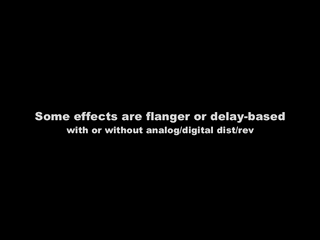 Some effects are flanger or delay-based
with or without analog/digital dist/rev